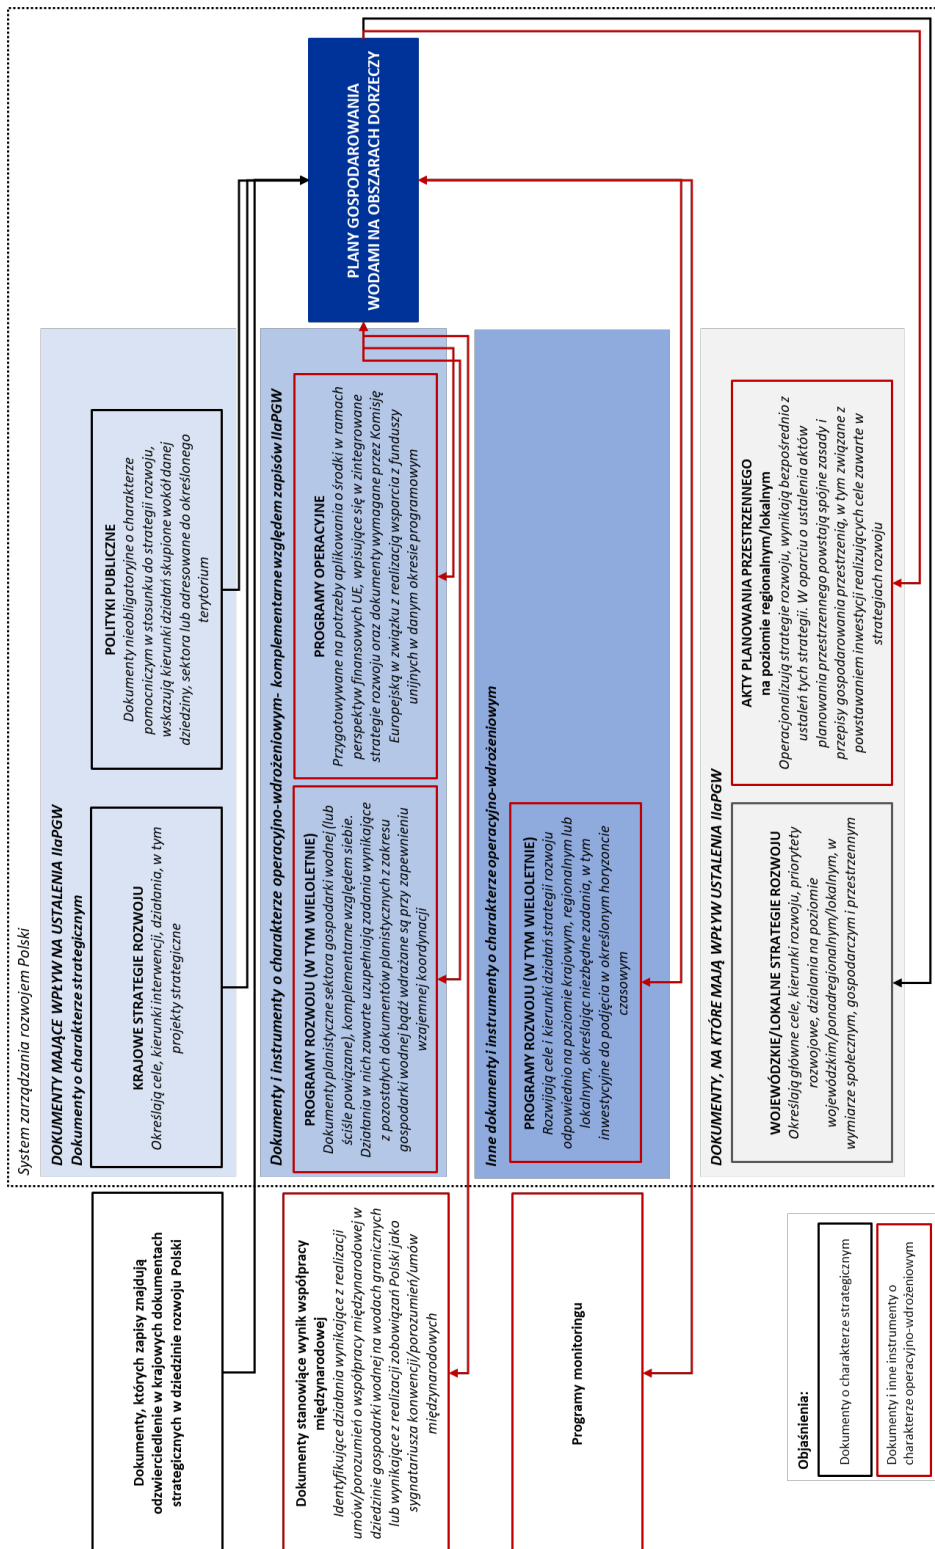 System zarządzania rozwojem Polski
DOKUMENTY MAJĄCE WPŁYW NA USTALENIA IIaPGW
Dokumenty o charakterze strategicznym
Dokumenty, których zapisy znajdują
odzwierciedlenie w krajowych dokumentach
strategicznych w dziedzinie rozwoju Polski
KRAJOWE STRATEGIE ROZWOJU
Określają cele, kierunki interwencji, działania, w tym
projekty strategiczne
POLITYKI PUBLICZNE
Dokumenty nieobligatoryjne o charakterze
pomocniczym w stosunku do strategii rozwoju,
wskazują kierunki działań skupione wokół danej
dziedziny, sektora lub adresowane do określonego
terytorium
PLANY GOSPODAROWANIA
WODAMI NA OBSZARACH DORZECZY
Dokumenty i instrumenty o charakterze operacyjno-wdrożeniowym- komplementarne względem zapisów IIaPGW
Dokumenty stanowiące wynik współpracy
międzynarodowej
Identyfikujące działania wynikające z realizacji
umów/porozumień o współpracy międzynarodowej w
dziedzinie gospodarki wodnej na wodach granicznych
lub wynikające z realizacji zobowiązań Polski jako
sygnatariusza konwencji/porozumień/umów
międzynarodowych
PROGRAMY ROZWOJU (W TYM WIELOLETNIE)
Dokumenty planistyczne sektora gospodarki wodnej (lub
ściśle powiązane), komplementarne względem siebie.
Działania w nich zawarte uzupełniają zadania wynikające
z pozostałych dokumentów planistycznych z zakresu
gospodarki wodnej bądź wdrażane są przy zapewnieniu
wzajemnej koordynacji
PROGRAMY OPERACYJNE
Przygotowywane na potrzeby aplikowania o środki w ramach
perspektyw finansowych UE, wpisujące się w zintegrowane
strategie rozwoju oraz dokumenty wymagane przez Komisję
Europejską w związku z realizacją wsparcia z funduszy
unijnych w danym okresie programowym
Inne dokumenty i instrumenty o charakterze operacyjno-wdrożeniowym
Programy monitoringu
PROGRAMY ROZWOJU (W TYM WIELOLETNIE)
Rozwijają cele i kierunki działań strategii rozwoju
odpowiednio na poziomie krajowym, regionalnym lub
lokalnym, określając niezbędne zadania, w tym
inwestycyjne do podjęcia w określonym horyzoncie
czasowym
DOKUMENTY, NA KTÓRE MAJĄ WPŁYW USTALENIA IIaPGW
WOJEWÓDZKIE/LOKALNE STRATEGIE ROZWOJU
Określają główne cele, kierunki rozwoju, priorytety
rozwojowe, działania na poziomie
wojewódzkim/ponadregionalnym/lokalnym, w
wymiarze społecznym, gospodarczym i przestrzennym
AKTY PLANOWANIA PRZESTRZENNEGO
na poziomie regionalnym/lokalnym
Operacjonalizują strategie rozwoju, wynikają bezpośrednio z
ustaleń tych strategii. W oparciu o ustalenia aktów
planowania przestrzennego powstają spójne zasady i
przepisy gospodarowania przestrzenią, w tym związane z
powstawaniem inwestycji realizujących cele zawarte w
strategiach rozwoju
Objaśnienia:
Dokumenty o charakterze strategicznym
Dokumenty i inne instrumenty o
charakterze operacyjno-wdrożeniowym